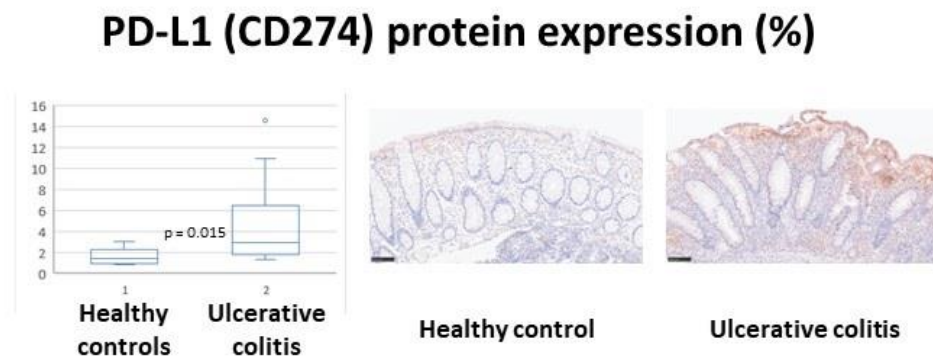 PD-L1 (CD274) protein expression (%)
16
14
12
10
8
6
4
2
0
p = 0.015
1
2
Healthy controls
Ulcerative colitis
Healthy control
Ulcerative colitis